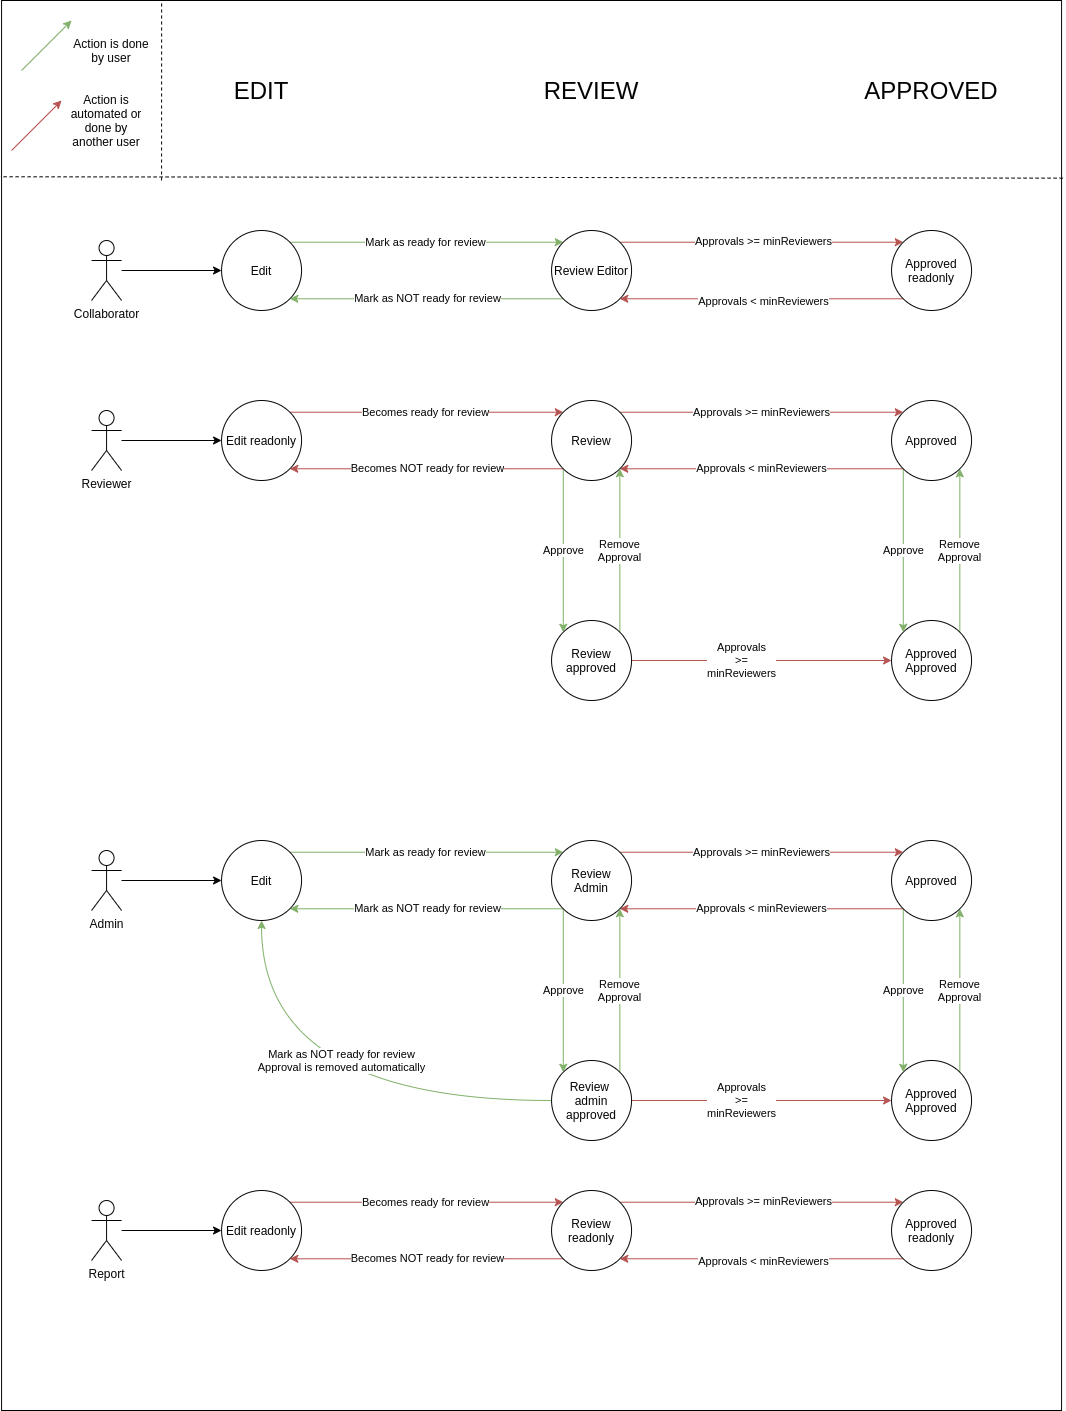 Action is done
by user
Action is
automated or
done by
another user
EDIT
REVIEW
APPROVED
Collaborator
Edit
Mark as ready for review
Mark as NOT ready for review
Review Editor
Approvals >= minReviewers
Approvals < minReviewers
Approved
readonly
Reviewer
Edit readonly
Becomes ready for review
Becomes NOT ready for review
Review
Approvals >= minReviewers
Approvals < minReviewers
Approved
Approve
Remove
Approval
Approve
Remove
Approval
Review
approved
Approvals
>=
minReviewers
Approved
Approved
Admin
Edit
Mark as ready for review
Mark as NOT ready for review
Review
Admin
Approvals >= minReviewers
Approvals < minReviewers
Approved
Approve
Remove
Approval
Approve
Remove
Approval
Mark as NOT ready for review
Approval is removed automatically
Review
admin
approved
Approvals
>=
minReviewers
Approved
Approved
Report
Edit readonly
Becomes ready for review
Becomes NOT ready for review
Review
readonly
Approvals >= minReviewers
Approvals < minReviewers
Approved
readonly